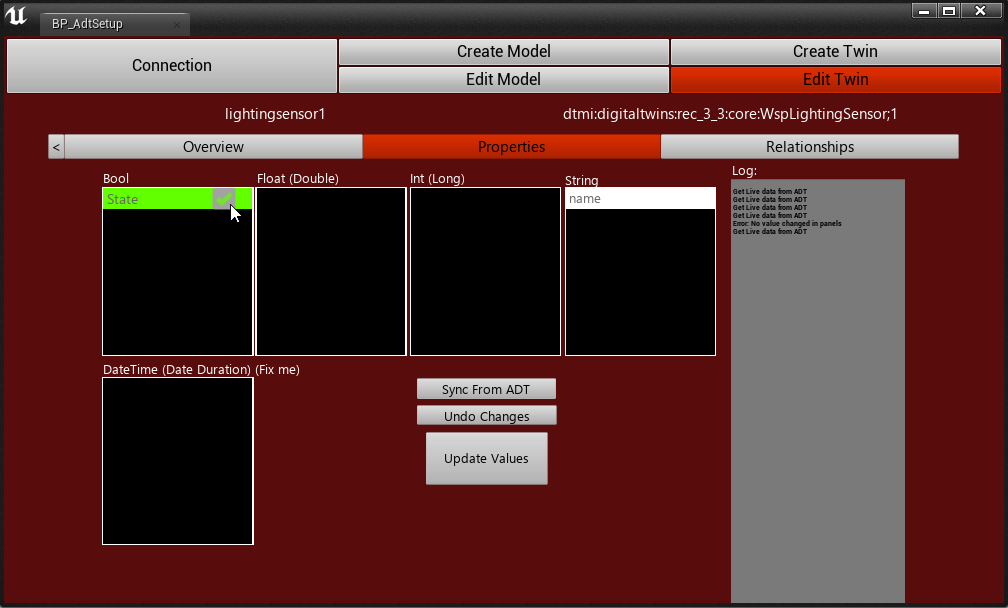 BP_AdtSetup
Connection
Create Model
Create Twin
Edit Model
Edit Twin
lightingsensor1
dtmi:digitaltwins:rec_3_3:core:WspLightingSensor;1
<
Overview
Properties
Relationships
Log:
Bool
Float (Double)
Int (Long)
String
State
name
Get Live data from ADT
Get Live data from ADT
Get Live data from ADT
Get Live data from ADT
Error: No value changed in panels
Get Live data from ADT
DateTime (Date Duration) (Fix me)
Sync From ADT
Undo Changes
Update Values